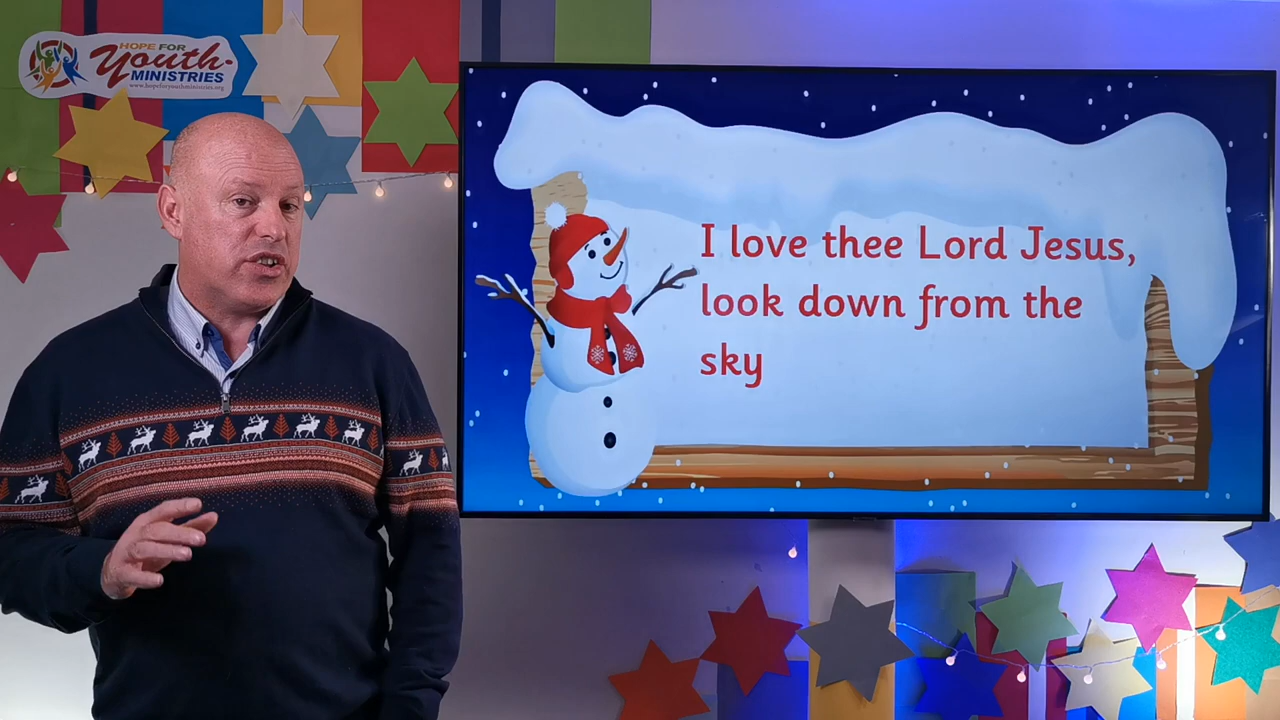 HOPE FOR
Youth
MINISTRIES
www.hopeforyouthministries.org
I love thee Lord Jesus,
look down from the
sky